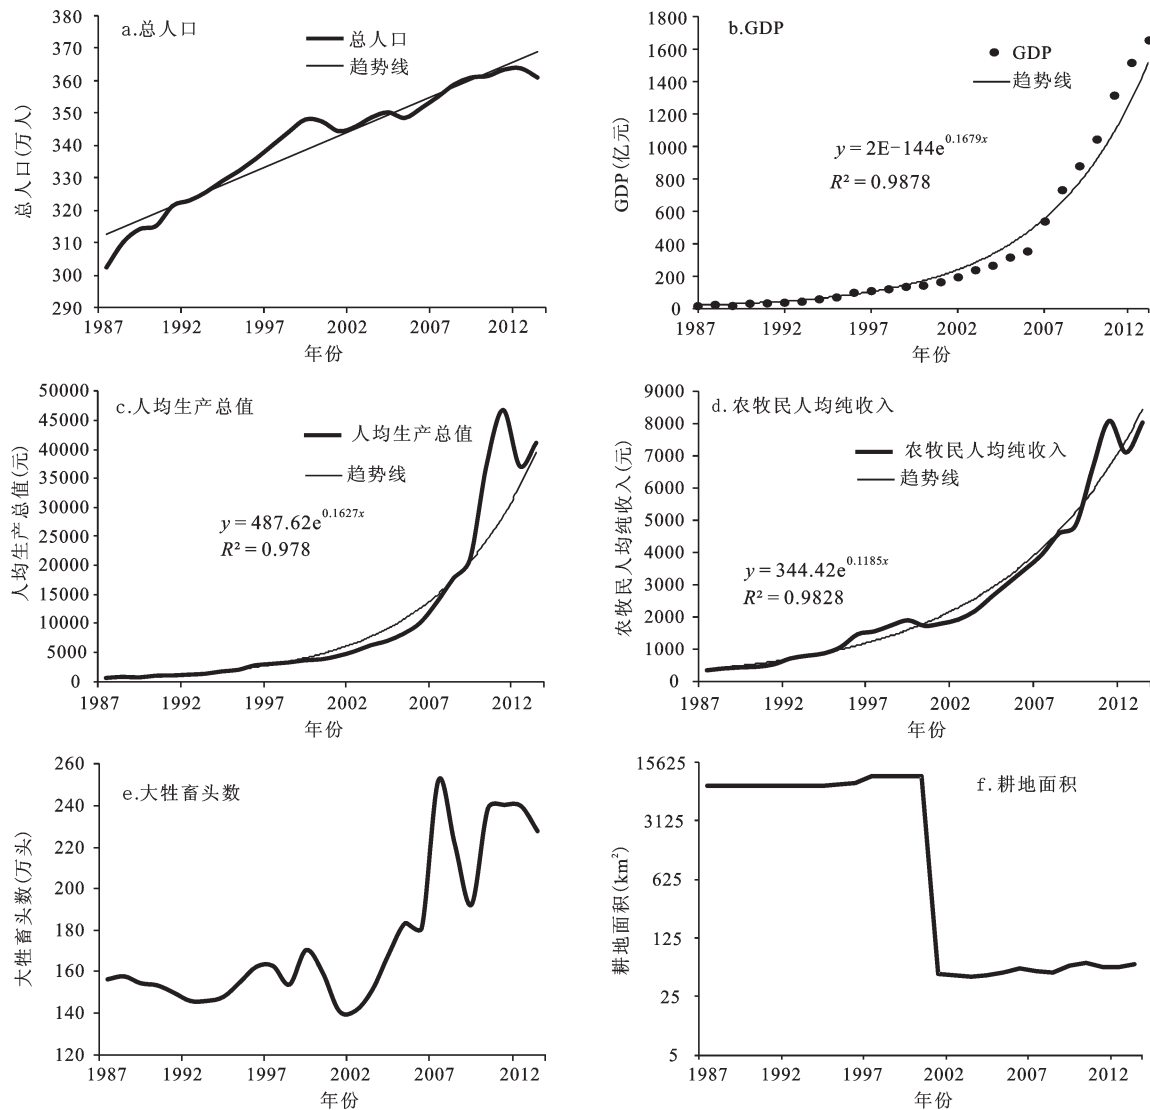 a.总人口
总人口
趋势线
总人口(万人)
380
370
360
350
340
330
320
310
300
290
1987 1992 1997 2002 2007 2012
年份
b.GDP
GDP
趋势线
y = 2E-144e^0.1679x
R² = 0.9878
GDP(亿元)
1800
1600
1400
1200
1000
800
600
400
200
0
1987 1992 1997 2002 2007 2012
年份
c.人均生产总值
人均生产总值
趋势线
y = 487.62e^0.1627x
R² = 0.978
人均生产总值(元)
50000
45000
40000
35000
30000
25000
20000
15000
10000
5000
0
1987 1992 1997 2002 2007 2012
年份
d.农牧民人均纯收入
农牧民人均纯收入
趋势线
y = 344.42e^0.1185x
R² = 0.9828
农牧民人均纯收入(元)
9000
8000
7000
6000
5000
4000
3000
2000
1000
0
1987 1992 1997 2002 2007 2012
年份
e.大牲畜头数
大牲畜头数(万头)
260
240
220
200
180
160
140
120
1987 1992 1997 2002 2007 2012
年份
f.耕地面积
耕地面积(km²)
15625
3125
625
125
25
5
1987 1992 1997 2002 2007 2012
年份